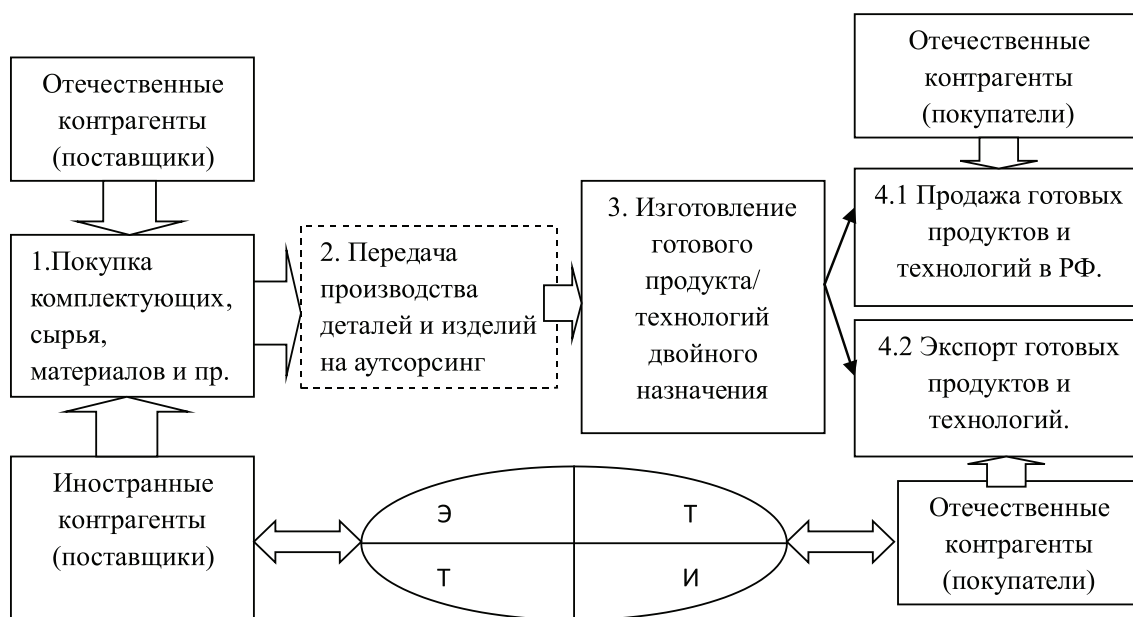 Отечественные
контрагенты
(поставщики)
1.Покупка
комплектующих,
сырья,
материалов и пр.
Иностранные
контрагенты
(поставщики)
2. Передача
производства
деталей и изделий
на аутсорсинг
3. Изготовление
готового
продукта/
технологий
двойного
назначения
Отечественные
контрагенты
(покупатели)
4.1 Продажа готовых
продуктов и
технологий в РФ.
4.2 Экспорт готовых
продуктов и
технологий.
Отечественные
контрагенты
(покупатели)
Э
Т
Т
И